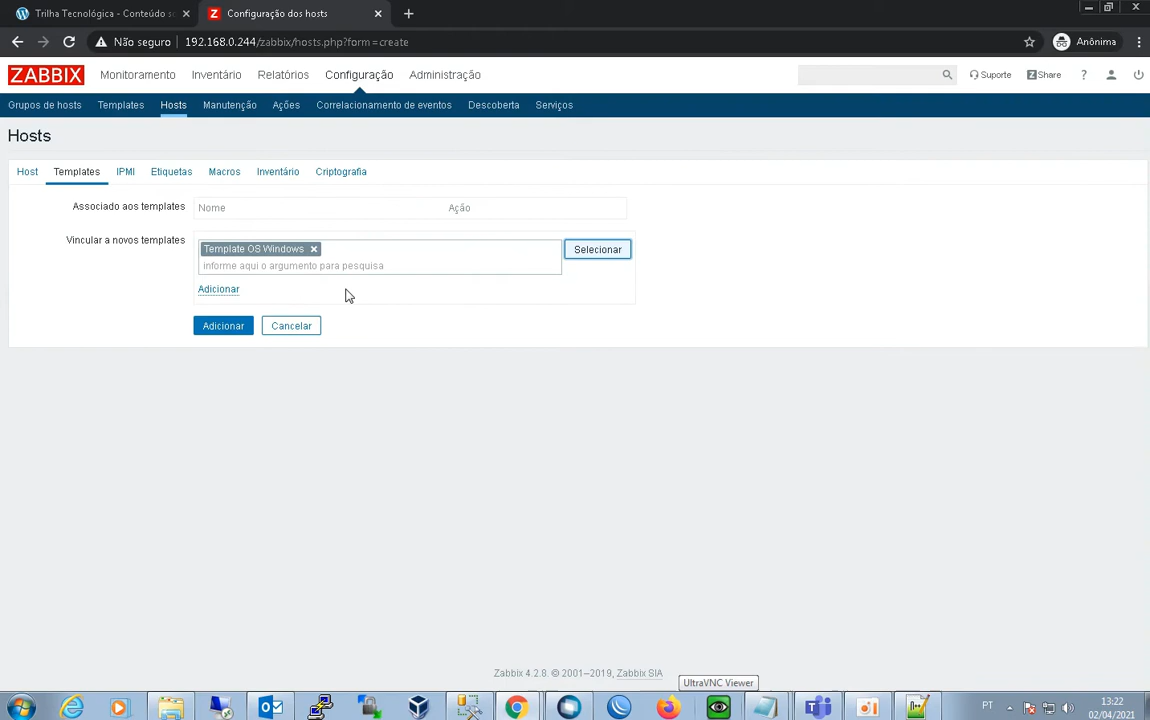 Trilha Tecnológica - Conteúdo so
Configuração dos hosts
Não seguro
192.168.0.244/zabbix/hosts.php?form=create
Anônima
ZABBIX
Monitoramento
Inventário
Relatórios
Configuração
Administração
Suporte
Share
?
Grupos de hosts
Templates
Hosts
Manutenção
Ações
Correlacionamento de eventos
Descoberta
Serviços
Hosts
Host
Templates
IPMI
Etiquetas
Macros
Inventário
Criptografia
Associado aos templates
Nome
Ação
Vincular a novos templates
Template OS Windows
Selecionar
informe aqui o argumento para pesquisa
Adicionar
Adicionar
Cancelar
Zabbix 4.2.8. © 2001–2019, Zabbix SIA
UltraVNC Viewer
PT
13:22
02/04/2021